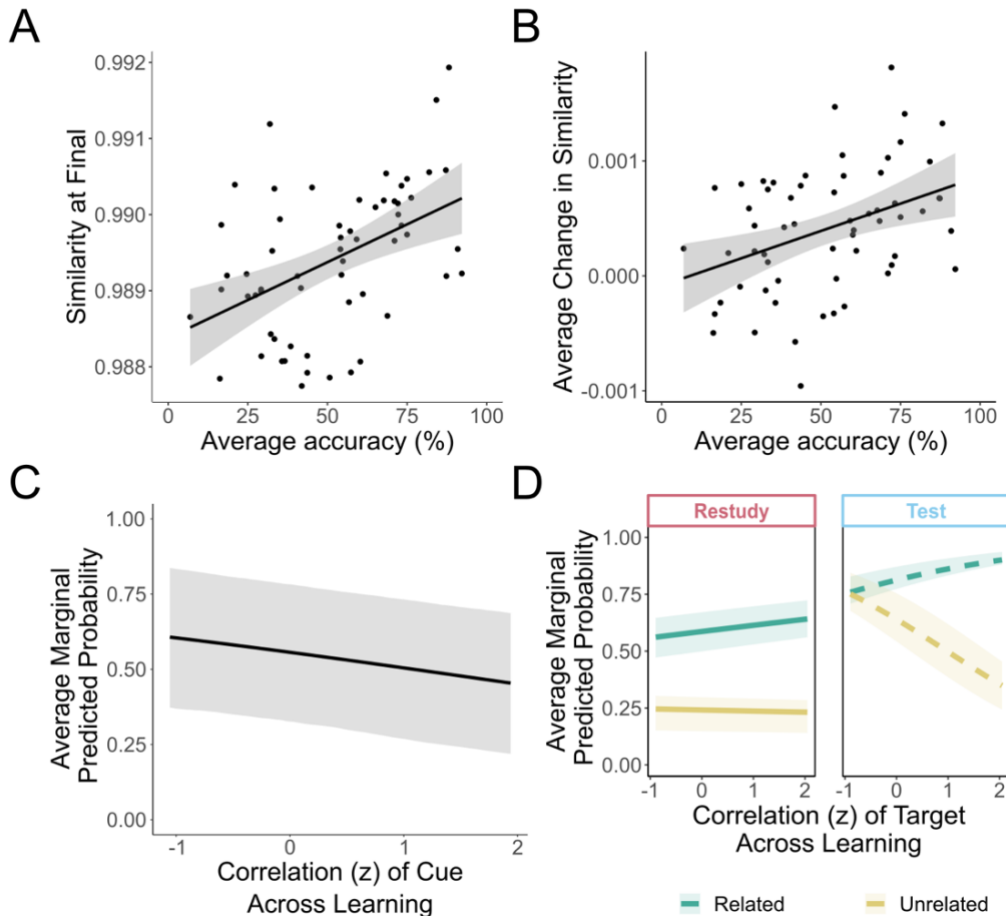 A
Similarity at Final
0.992
0.991
0.990
0.989
0.988
0
25
50
75
100
Average accuracy (%)
B
Average Change in Similarity
0.001
0.000
-0.001
0
25
50
75
100
Average accuracy (%)
C
Average Marginal
Predicted Probability
1.00
0.75
0.50
0.25
0.00
-1
0
1
2
Correlation (z) of Cue
Across Learning
D
Restudy
Test
Average Marginal
Predicted Probability
1.00
0.75
0.50
0.25
0.00
-1
0
1
2
-1
0
1
2
Correlation (z) of Target
Across Learning
Related
Unrelated